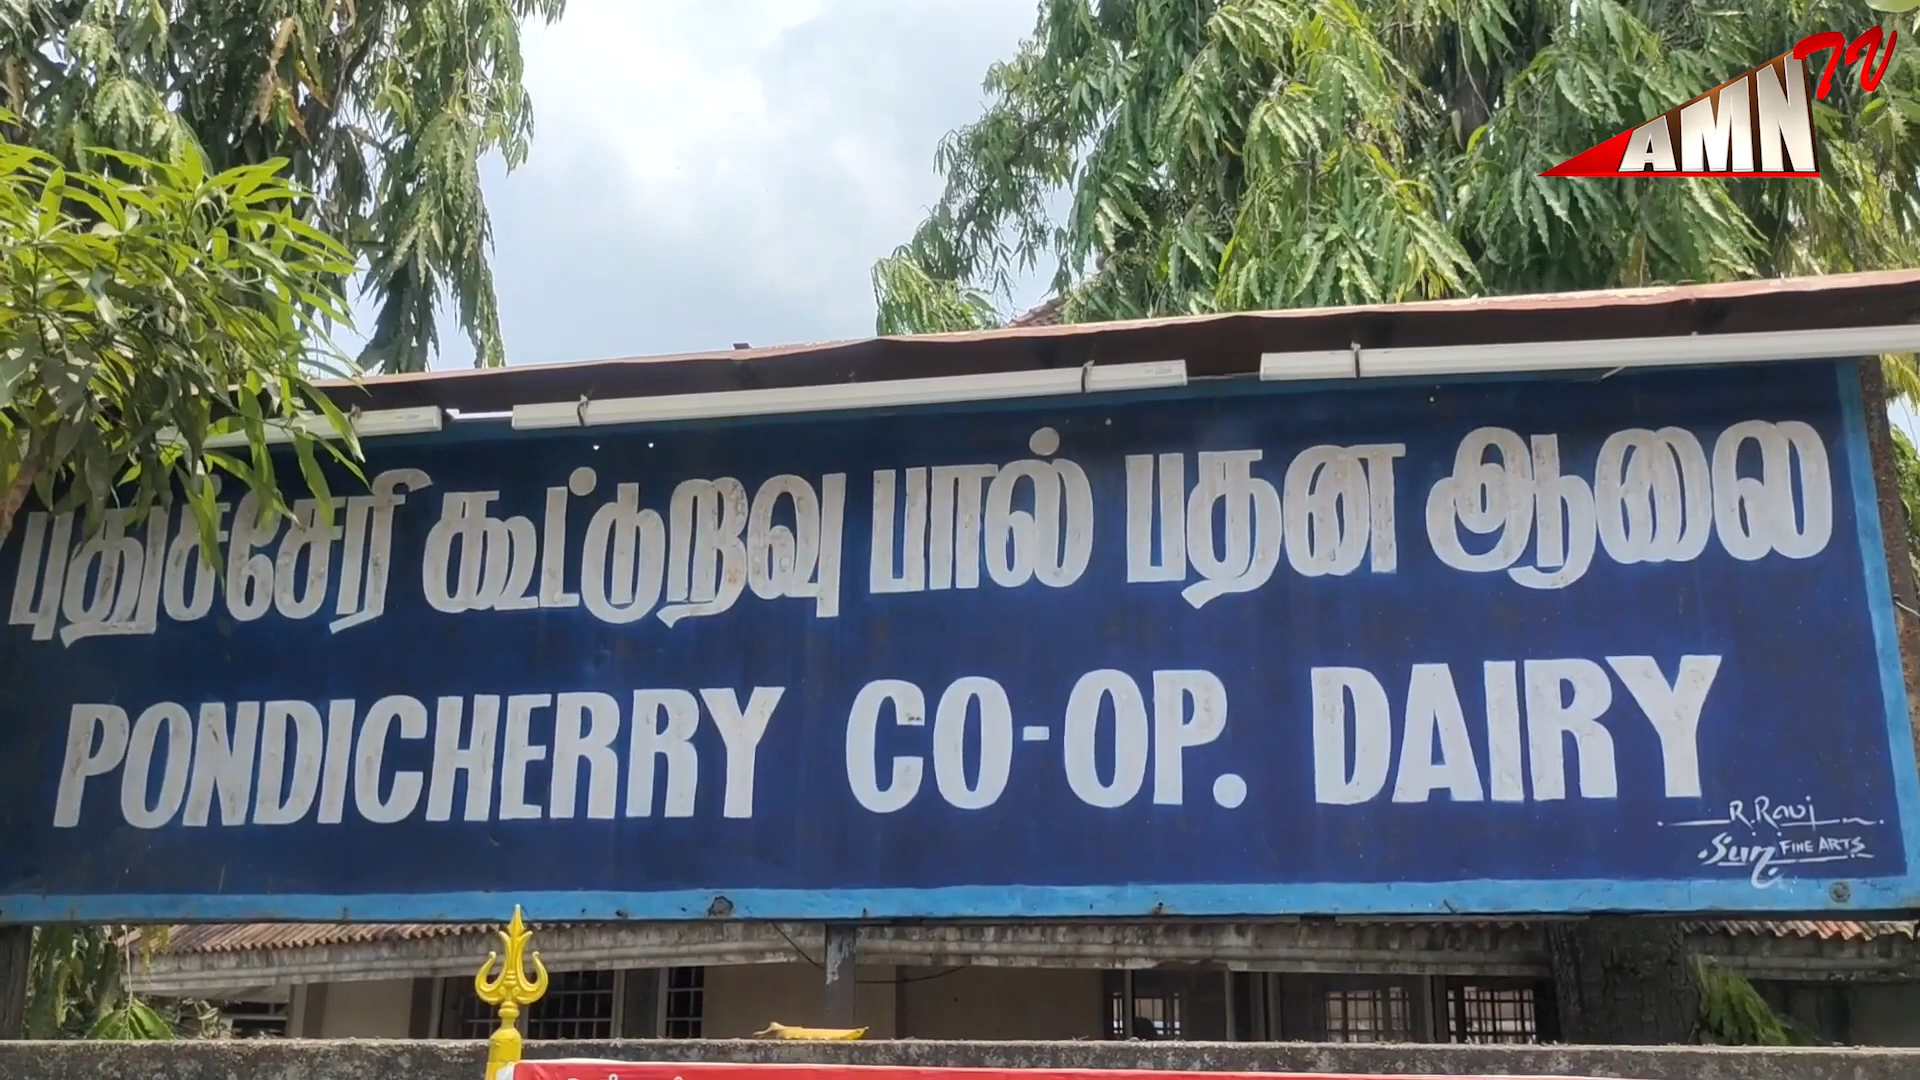 AMN TV
புதுச்சேரி கூட்டுறவு பால் பதன ஆலை
PONDICHERRY CO-OP. DAIRY
R. Ravi
Sun FINE ARTS